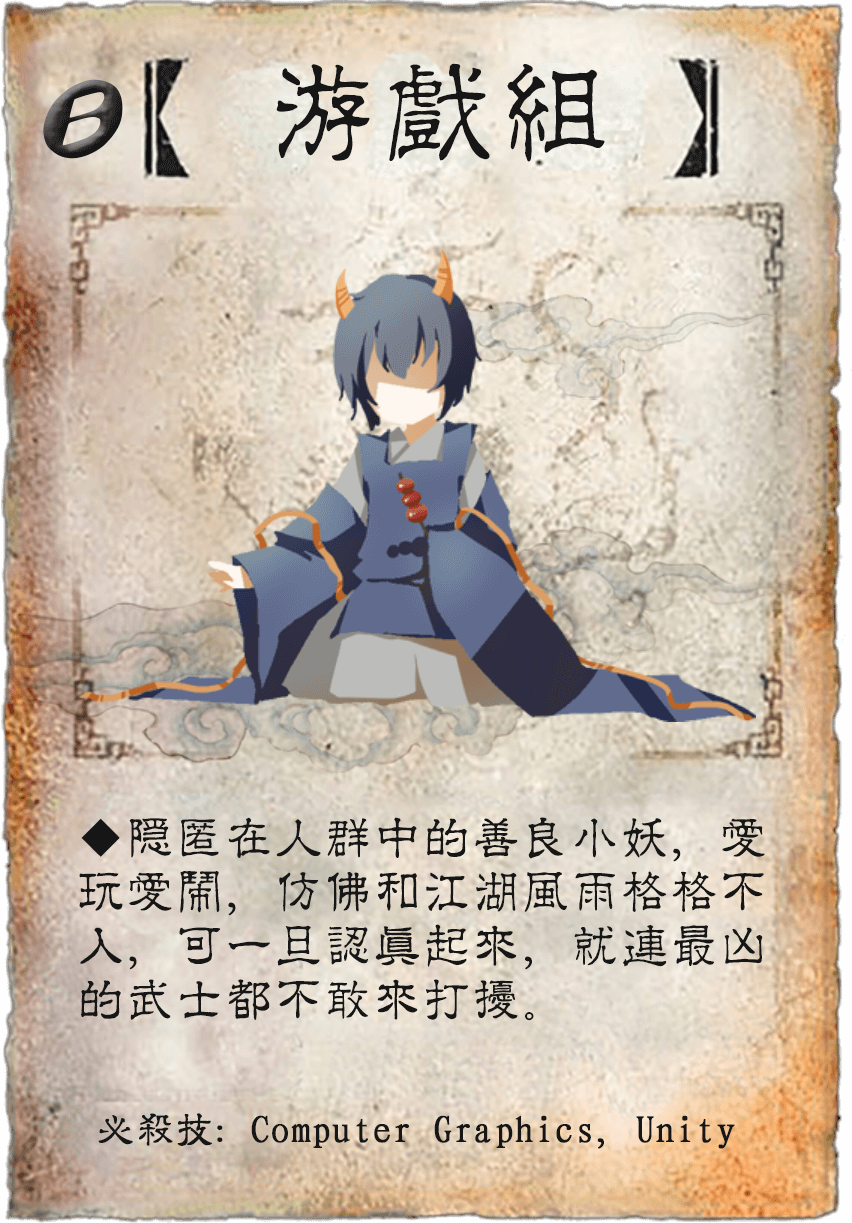 日 【 游戲組 】
◆隱匿在人群中的善良小妖，愛
玩愛鬧，仿佛和江湖風雨格格不
入，可一旦認眞起來，就連最凶
的武士都不敢來打擾。
必殺技: Computer Graphics, Unity